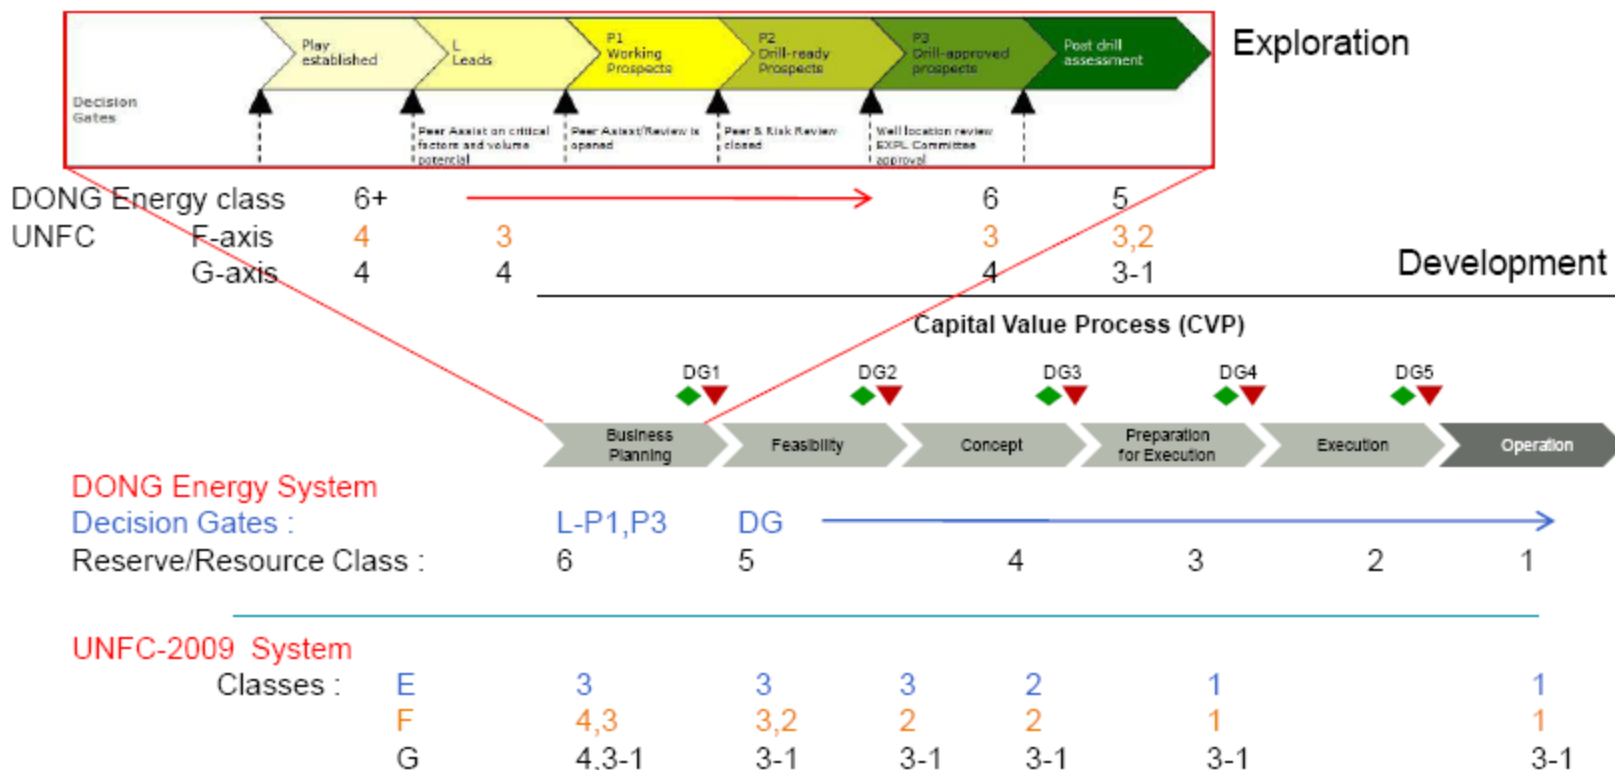 Exploration
Play established
L Leads
P1 Working Prospects
P2 Drill-ready Prospects
P3 Drill-approved prospects
Post drill assessment
Decision Gates
Peer Assist on critical factors and volume potential
Peer Assist/Review is opened
Peer & Risk Review closed
Well location review EXPL Committee approval
DONG Energy class 6+ 6 5
UNFC F-axis 4 3 3 3,2
G-axis 4 4 4 3-1
Development
Capital Value Process (CVP)
DG1 DG2 DG3 DG4 DG5
Business Planning
Feasibility
Concept
Preparation for Execution
Execution
Operation
DONG Energy System
Decision Gates : L-P1,P3 DG
Reserve/Resource Class : 6 5 4 3 2 1
UNFC-2009 System
Classes : E 3 3 3 2 1 1
F 4,3 3,2 2 2 1 1
G 4,3-1 3-1 3-1 3-1 3-1 3-1